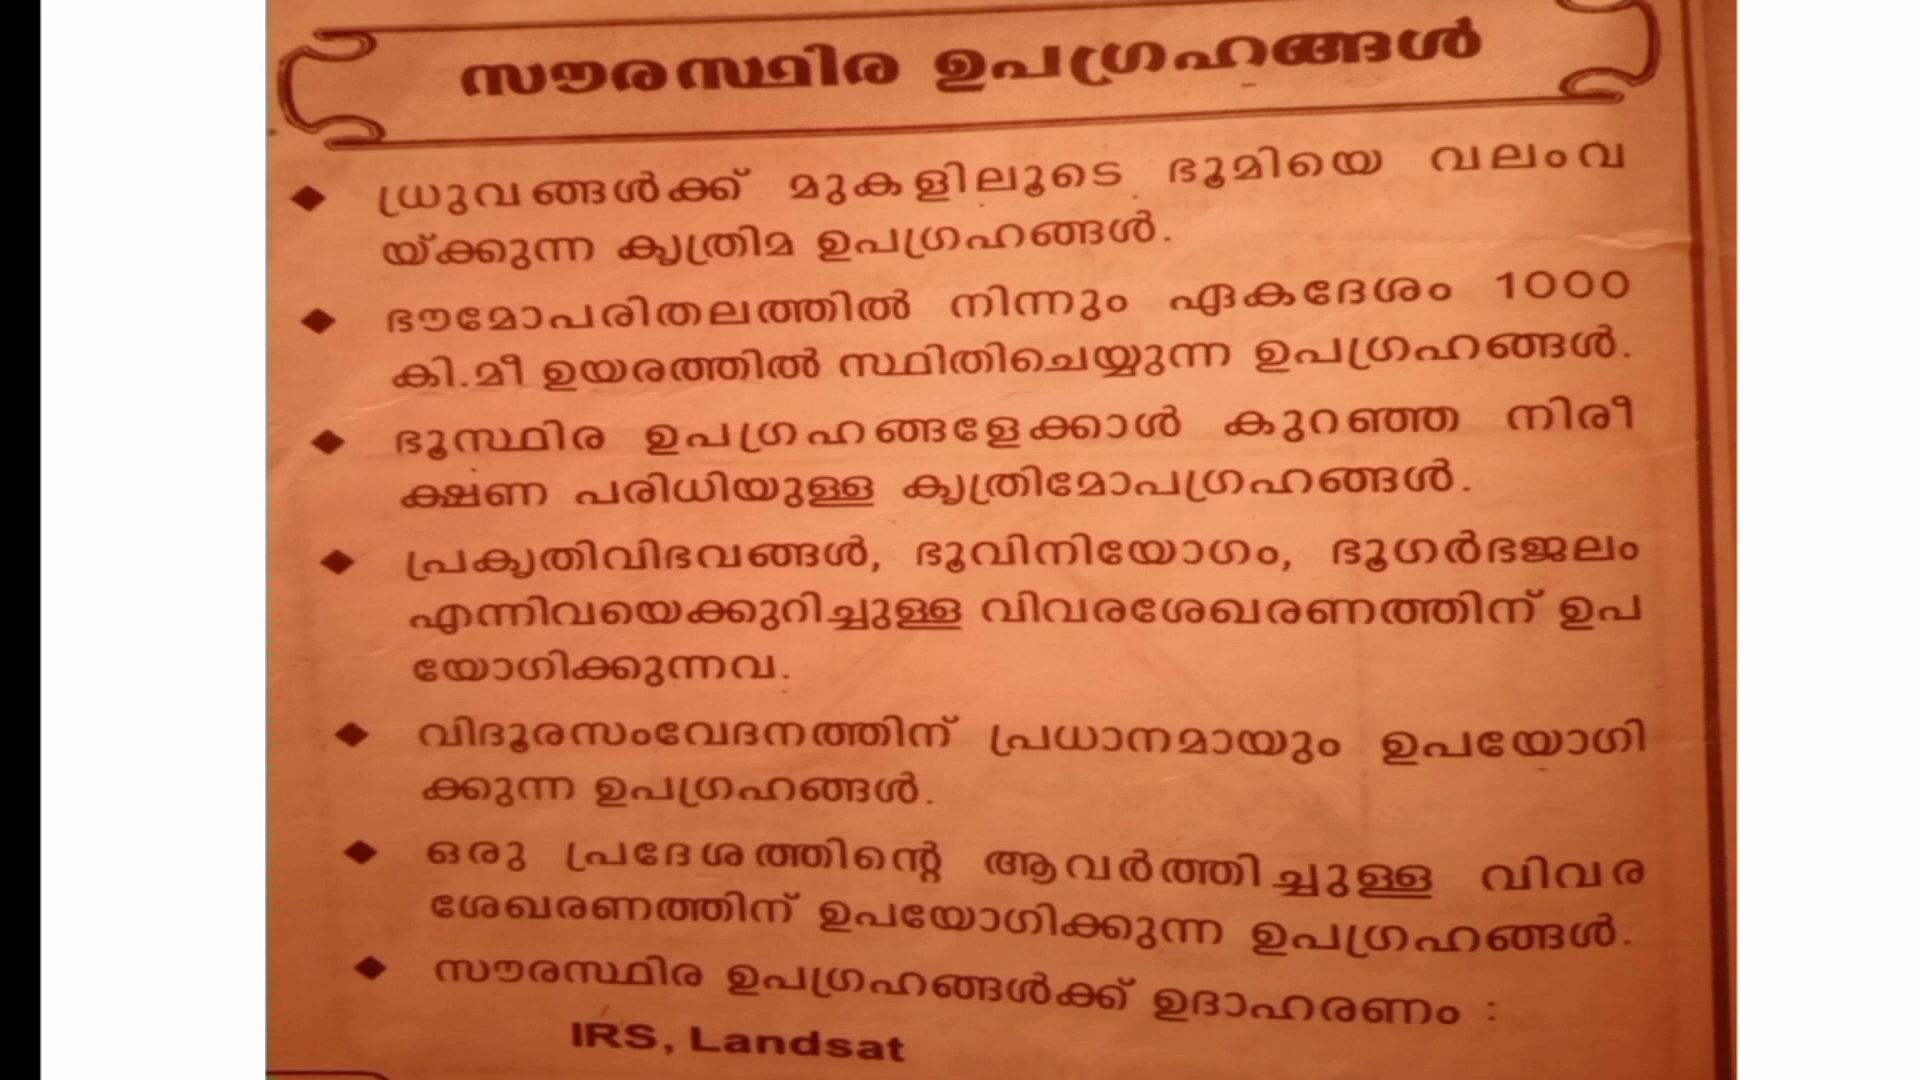 സൗരസ്ഥിര ഉപഗ്രഹങ്ങൾ
ധ്രുവങ്ങൾക്ക് മുകളിലൂടെ ഭൂമിയെ വലംവ
യ്ക്കുന്ന കൃത്രിമ ഉപഗ്രഹങ്ങൾ.
ഭൗമോപരിതലത്തിൽ നിന്നും ഏകദേശം 1000
കി.മീ ഉയരത്തിൽ സ്ഥിതിചെയ്യുന്ന ഉപഗ്രഹങ്ങൾ.
ഭൂസ്ഥിര ഉപഗ്രഹങ്ങളേക്കാൾ കുറഞ്ഞ നിരീ
ക്ഷണ പരിധിയുള്ള കൃത്രിമോപഗ്രഹങ്ങൾ.
പ്രകൃതിവിഭവങ്ങൾ, ഭൂവിനിയോഗം, ഭൂഗർഭജലം
എന്നിവയെക്കുറിച്ചുള്ള വിവരശേഖരണത്തിന് ഉപ
യോഗിക്കുന്നവ.
വിദൂരസംവേദനത്തിന് പ്രധാനമായും ഉപയോഗി
ക്കുന്ന ഉപഗ്രഹങ്ങൾ.
ഒരു പ്രദേശത്തിന്റെ ആവർത്തിച്ചുള്ള വിവര
ശേഖരണത്തിന് ഉപയോഗിക്കുന്ന ഉപഗ്രഹങ്ങൾ.
സൗരസ്ഥിര ഉപഗ്രഹങ്ങൾക്ക് ഉദാഹരണം :
IRS, Landsat